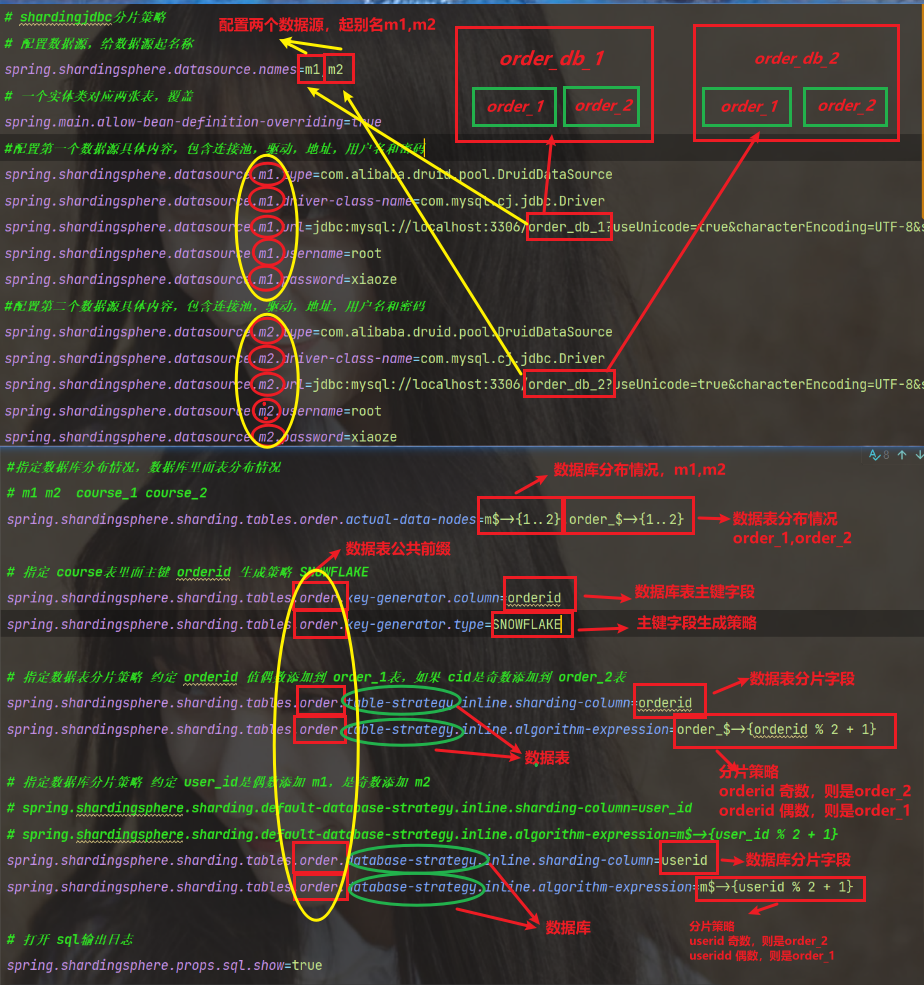 # shardingjdbc分片策略
配置两个数据源，起别名m1,m2
# 配置数据源，给数据源起名称
spring.shardingsphere.datasource.names=m1,m2
# 一个实体类对应两张表，覆盖
spring.main.allow-bean-definition-overriding=true
order_db_1
order_1
order_2
order_db_2
order_1
order_2
#配置第一个数据源具体内容，包含连接池，驱动，地址，用户名和密码
spring.shardingsphere.datasource.m1.type=com.alibaba.druid.pool.DruidDataSource
spring.shardingsphere.datasource.m1.driver-class-name=com.mysql.cj.jdbc.Driver
spring.shardingsphere.datasource.m1.url=jdbc:mysql://localhost:3306/order_db_1?useUnicode=true&characterEncoding=UTF-8&s
spring.shardingsphere.datasource.m1.username=root
spring.shardingsphere.datasource.m1.password=xiaoze
#配置第二个数据源具体内容，包含连接池，驱动，地址，用户名和密码
spring.shardingsphere.datasource.m2.type=com.alibaba.druid.pool.DruidDataSource
spring.shardingsphere.datasource.m2.driver-class-name=com.mysql.cj.jdbc.Driver
spring.shardingsphere.datasource.m2.url=jdbc:mysql://localhost:3306/order_db_2?useUnicode=true&characterEncoding=UTF-8&s
spring.shardingsphere.datasource.m2.username=root
spring.shardingsphere.datasource.m2.password=xiaoze
8
#指定数据库分布情况，数据库里面表分布情况
数据库分布情况，m1,m2
# m1 m2 course_1 course_2
spring.shardingsphere.sharding.tables.order.actual-data-nodes=m$->{1..2}.order_$->{1..2}
数据表分布情况
order_1,order_2
数据表公共前缀
# 指定 course表里面主键 orderid 生成策略 SNOWFLAKE
spring.shardingsphere.sharding.tables.order.key-generator.column=orderid
数据库表主键字段
spring.shardingsphere.sharding.tables.order.key-generator.type=SNOWFLAKE
主键字段生成策略
# 指定数据表分片策略 约定 orderid 值偶数添加到 order_1表，如果 cid是奇数添加到 order_2表
数据表分片字段
spring.shardingsphere.sharding.tables.order.table-strategy.inline.sharding-column=orderid
spring.shardingsphere.sharding.tables.order.table-strategy.inline.algorithm-expression=order_$->{orderid % 2 + 1}
数据表
分片策略
orderid 奇数，则是order_2
orderid 偶数，则是order_1
# 指定数据库分片策略 约定 user_id是偶数添加 m1，是奇数添加 m2
# spring.shardingsphere.sharding.default-database-strategy.inline.sharding-column=user_id
# spring.shardingsphere.sharding.default-database-strategy.inline.algorithm-expression=m$->{user_id % 2 + 1}
spring.shardingsphere.sharding.tables.order.database-strategy.inline.sharding-column=userid
数据库分片字段
spring.shardingsphere.sharding.tables.order.database-strategy.inline.algorithm-expression=m$->{userid % 2 + 1}
数据库
分片策略
userid 奇数，则是order_2
useridd 偶数，则是order_1
# 打开 sql输出日志
spring.shardingsphere.props.sql.show=true